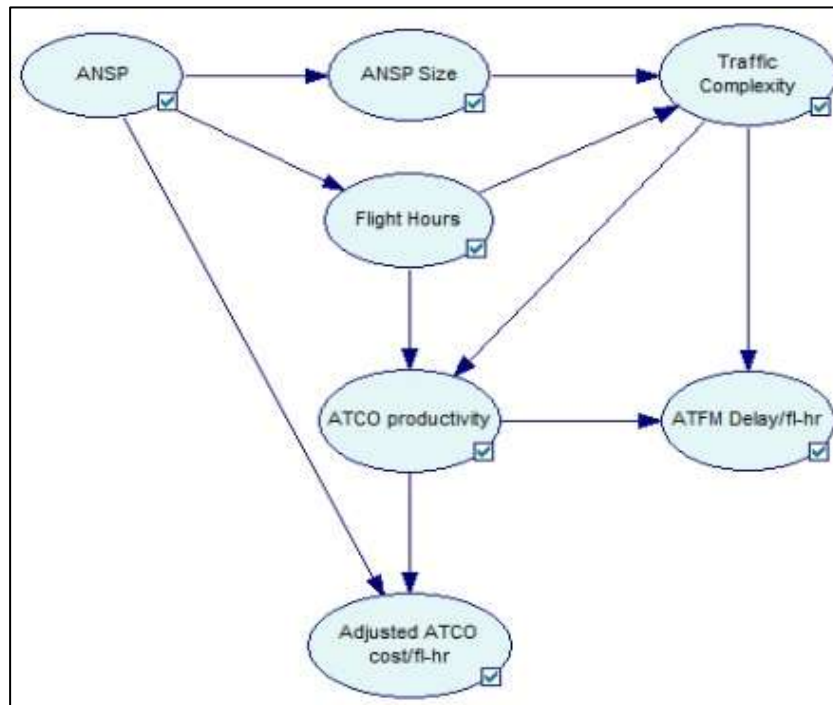 ANSP
ANSP Size
Traffic
Complexity
Flight Hours
ATCO productivity
ATFM Delay/fl-hr
Adjusted ATCO
cost/fl-hr